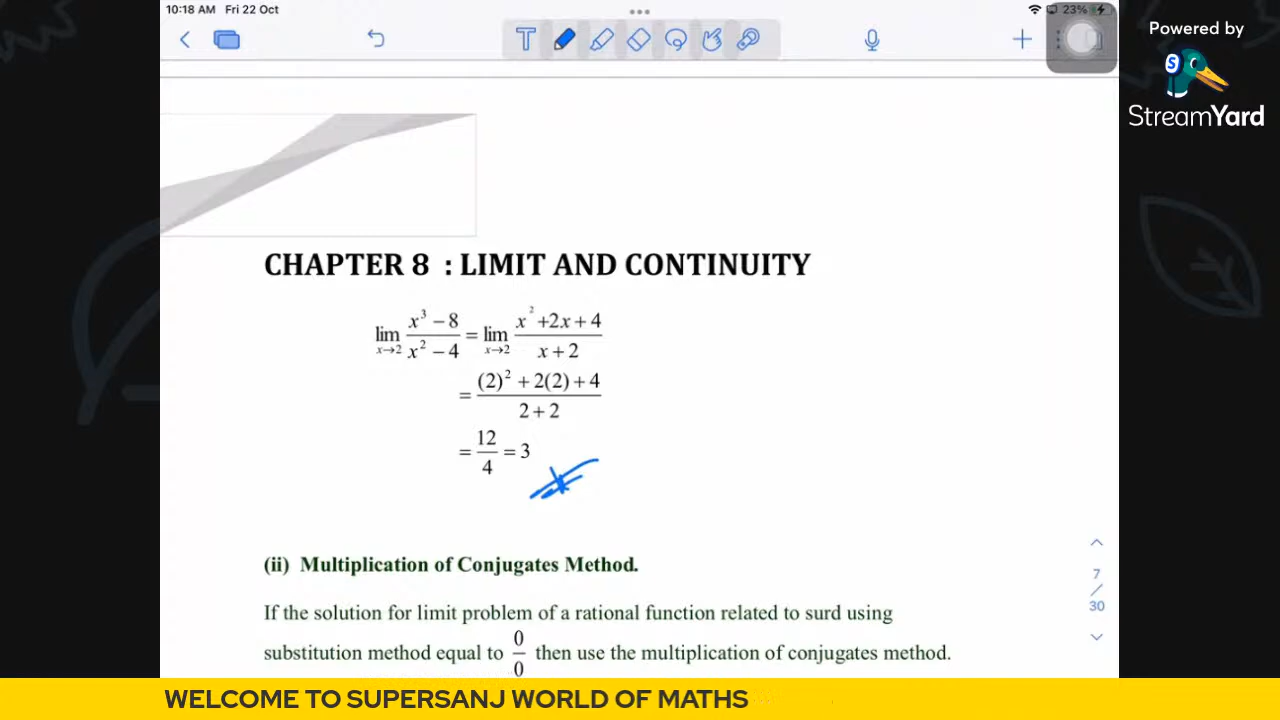 10:18 AM Fri 22 Oct
23%
Powered by
S
StreamYard
T
CHAPTER 8 : LIMIT AND CONTINUITY
lim x→2 (x³ − 8)/(x² − 4) = lim x→2 (x² +2x + 4)/(x + 2)
= ((2)² + 2(2) + 4)/(2 + 2)
= 12/4 = 3
(ii) Multiplication of Conjugates Method.
If the solution for limit problem of a rational function related to surd using
substitution method equal to 0/0 then use the multiplication of conjugates method.
7
/
30
WELCOME TO SUPERSANJ WORLD OF MATHS